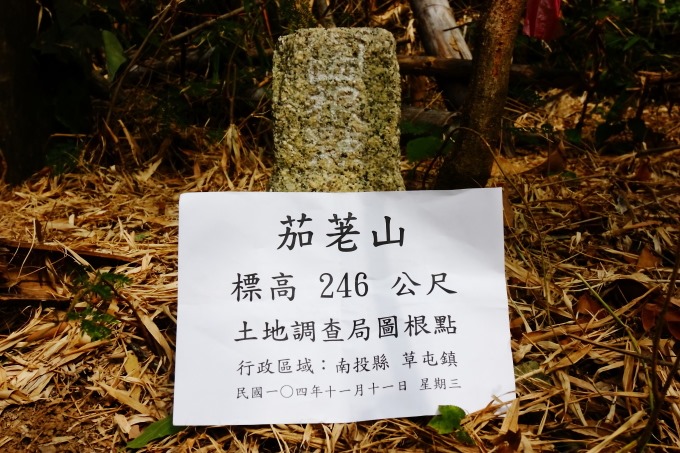 茄荖山
標高 246 公尺
土地調查局圖根點
行政區域：南投縣 草屯鎮
民國一〇四年十一月十一日 星期三